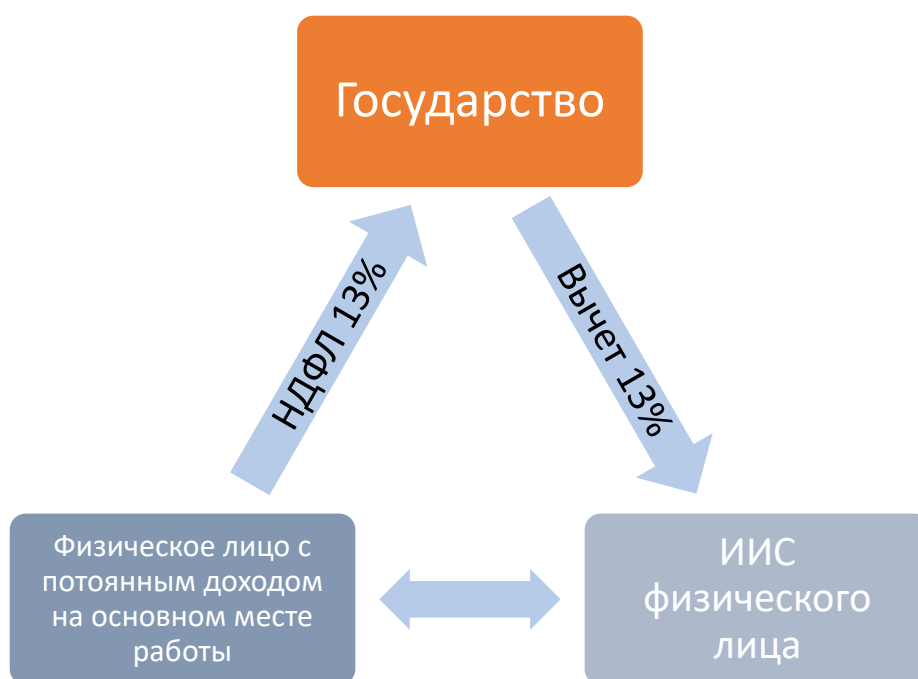 Государство
НДФЛ 13%
Вычет 13%
Физическое лицо с
потоянным доходом
на основном месте
работы
ИИС
физического
лица